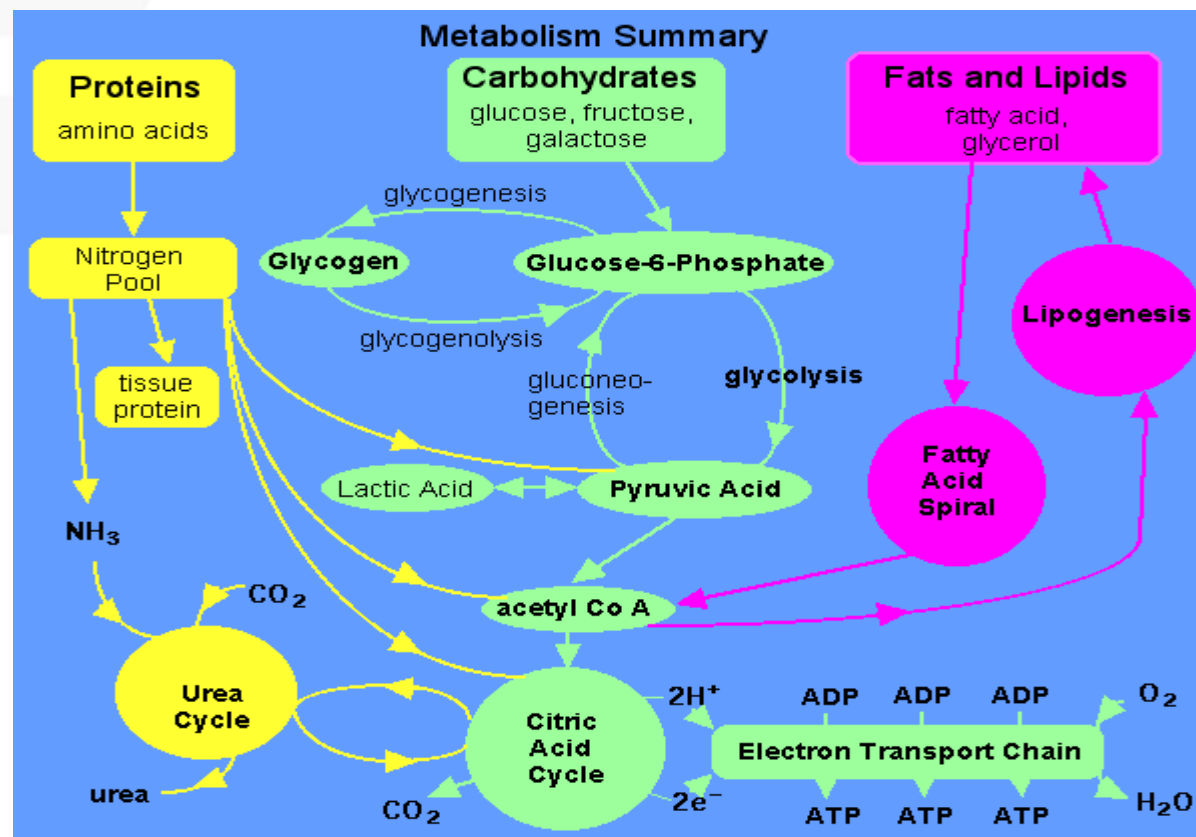 Metabolism Summary
Proteins
amino acids
Carbohydrates
glucose, fructose,
galactose
Fats and Lipids
fatty acid,
glycerol
glycogenesis
Nitrogen
Pool
Glycogen
Glucose-6-Phosphate
Lipogenesis
glycogenolysis
tissue
protein
gluconeo-
genesis
glycolysis
Fatty
Acid
Spiral
Lactic Acid
Pyruvic Acid
NH₃
CO₂
acetyl Co A
Urea
Cycle
Citric
Acid
Cycle
2H⁺
ADP ADP ADP
O₂
Electron Transport Chain
urea
CO₂
2e⁻
ATP ATP ATP
H₂O